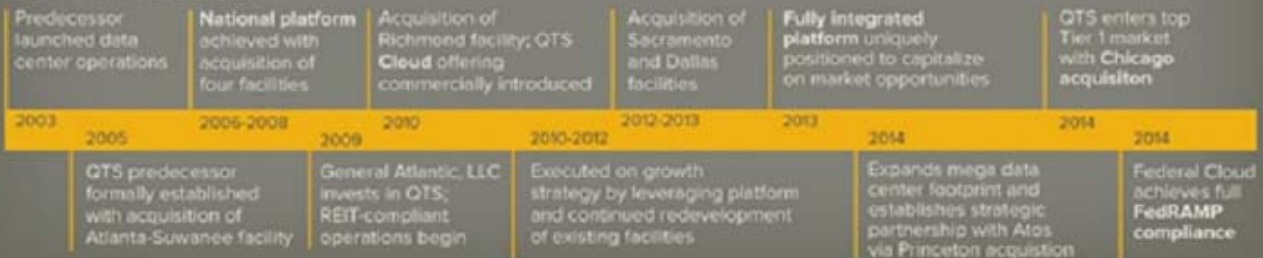 Predecessor
launched data
center operations
National platform
achieved with
acquisition of
four facilities
Acquisition of
Richmond facility; QTS
Cloud offering
commercially introduced
Acquisition of
Sacramento
and Dallas
facilities
Fully integrated
platform uniquely
positioned to capitalize
on market opportunities
QTS enters top
Tier 1 market
with Chicago
acquisiton
2003
2005
2006-2008
2009
2010
2010-2012
2012-2013
2013
2014
2014
2014
QTS predecessor
formally established
with acquisition of
Atlanta-Suwanee facility
General Atlantic, LLC
invests in QTS;
REIT-compliant
operations begin
Executed on growth
strategy by leveraging platform
and continued redevelopment
of existing facilities
Expands mega data
center footprint and
establishes strategic
partnership with Atos
via Princeton acquistion
Federal Cloud
achieves full
FedRAMP
compliance